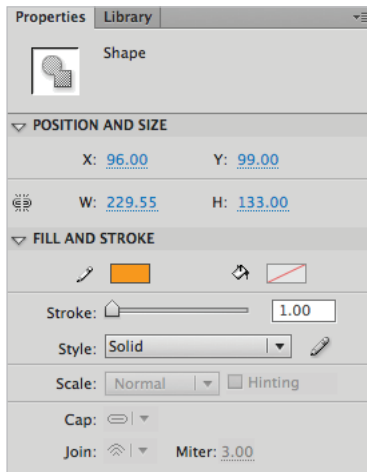 Properties Library
Shape
POSITION AND SIZE
X: 96.00 Y: 99.00
W: 229.55 H: 133.00
FILL AND STROKE
Stroke: 1.00
Style: Solid
Scale: Normal Hinting
Cap:
Join: Miter: 3.00